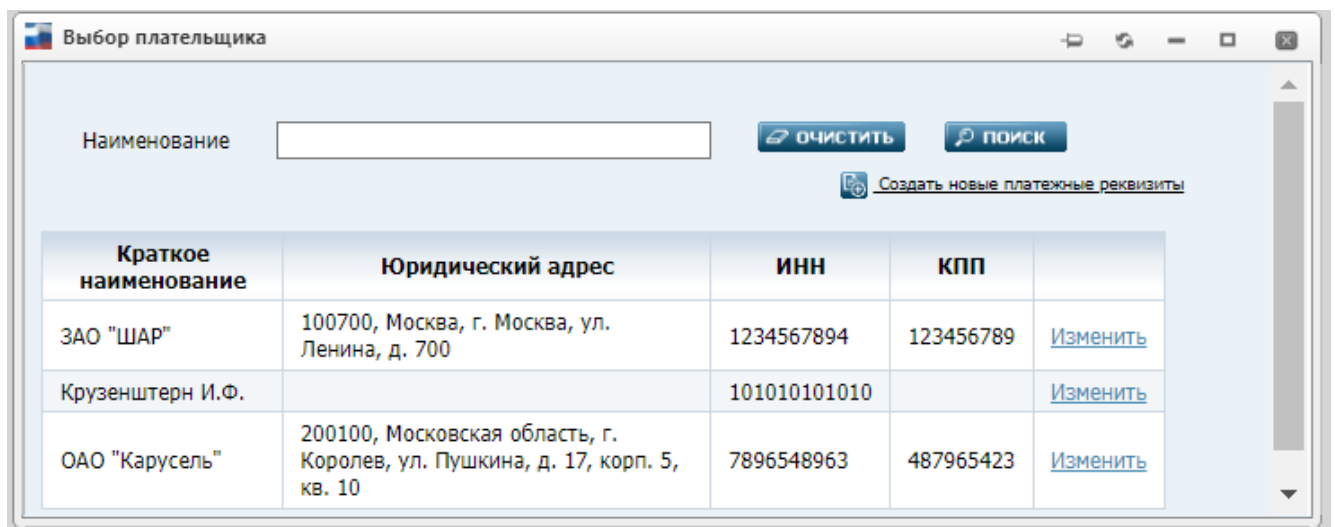 Выбор плательщика
Наименование
ОЧИСТИТЬ
ПОИСК
Создать новые платежные реквизиты
Краткое
наименование
Юридический адрес
ИНН
КПП
ЗАО "ШАР"
100700, Москва, г. Москва, ул.
Ленина, д. 700
1234567894
123456789
Изменить
Крузенштерн И.Ф.
101010101010
Изменить
ОАО "Карусель"
200100, Московская область, г.
Королев, ул. Пушкина, д. 17, корп. 5,
кв. 10
7896548963
487965423
Изменить